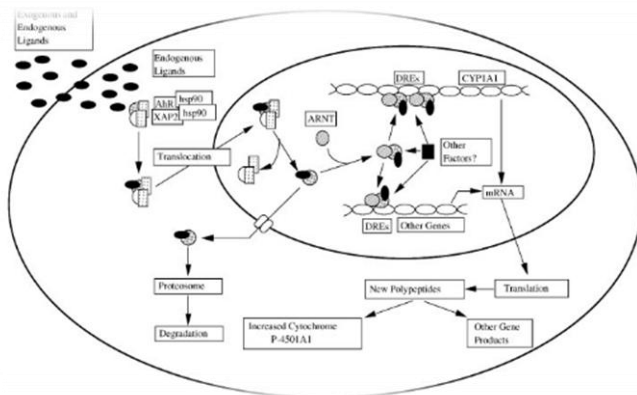 Exogenous and
Endogenous
Ligands
Endogenous
Ligands
AhR
hsp90
XAP2
hsp90
Translocation
ARNT
DREs
CYP1A1
Other
Factors?
mRNA
DREs
Other Genes
Proteosome
Degradation
New Polypeptides
Translation
Increased Cytochrome
P-4501A1
Other Gene
Products